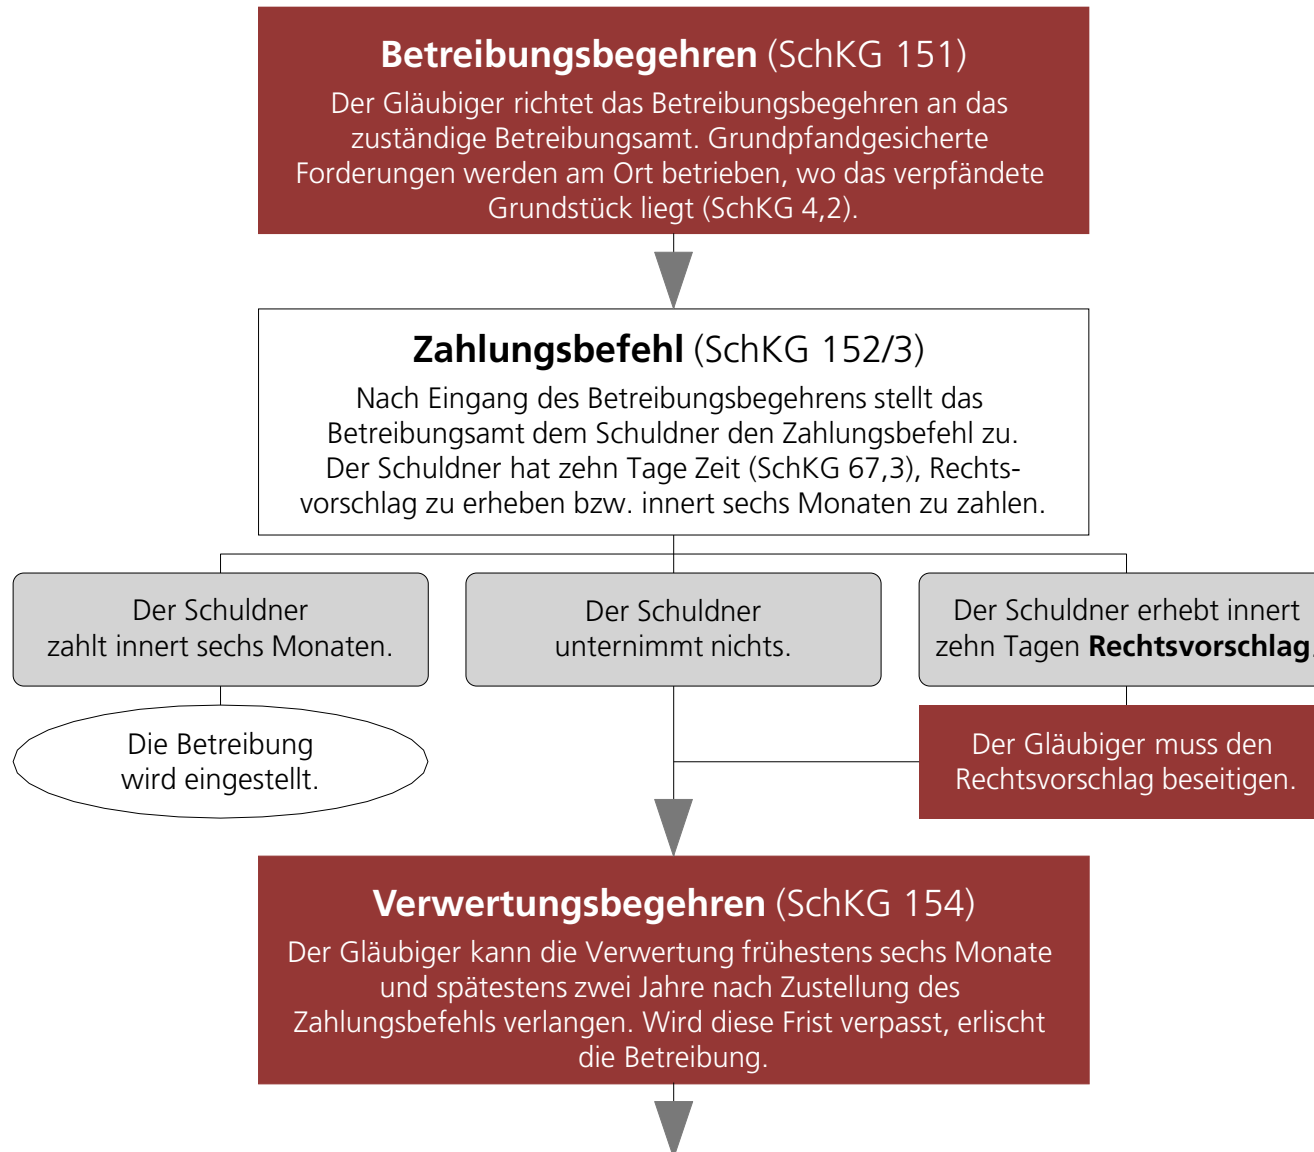 Betreibungsbegehren (SchKG 151)
Der Gläubiger richtet das Betreibungsbegehren an das
zuständige Betreibungsamt. Grundpfandgesicherte
Forderungen werden am Ort betrieben, wo das verpfändete
Grundstück liegt (SchKG 4,2).
Zahlungsbefehl (SchKG 152/3)
Nach Eingang des Betreibungsbegehrens stellt das
Betreibungsamt dem Schuldner den Zahlungsbefehl zu.
Der Schuldner hat zehn Tage Zeit (SchKG 67,3), Rechts-
vorschlag zu erheben bzw. innert sechs Monaten zu zahlen.
Der Schuldner
zahlt innert sechs Monaten.
Der Schuldner
unternimmt nichts.
Der Schuldner erhebt innert
zehn Tagen Rechtsvorschlag.
Die Betreibung
wird eingestellt.
Der Gläubiger muss den
Rechtsvorschlag beseitigen.
Verwertungsbegehren (SchKG 154)
Der Gläubiger kann die Verwertung frühestens sechs Monate
und spätestens zwei Jahre nach Zustellung des
Zahlungsbefehls verlangen. Wird diese Frist verpasst, erlischt
die Betreibung.